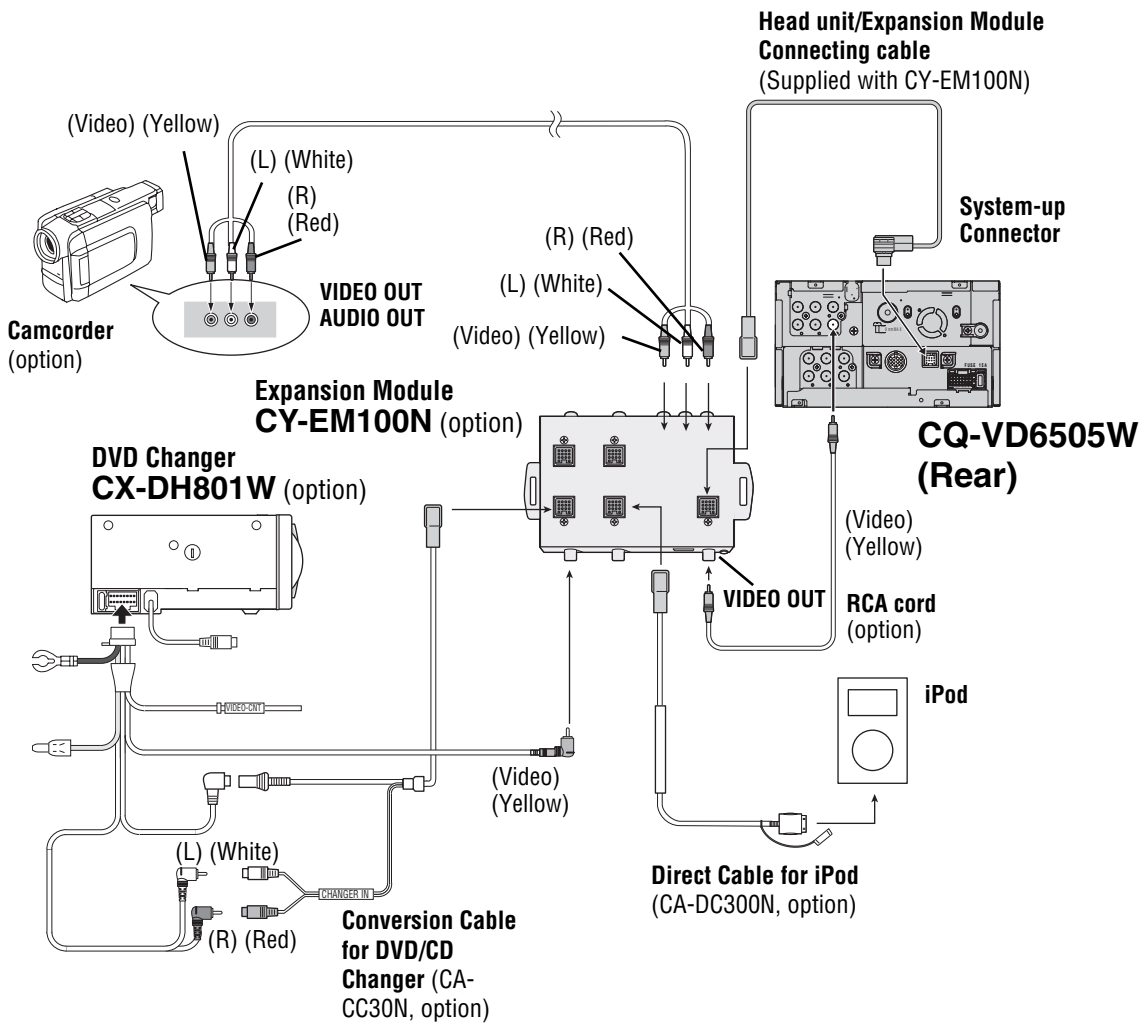 Head unit/Expansion Module
Connecting cable
(Supplied with CY-EM100N)
(Video) (Yellow)
(L) (White)
(R)
(Red)
System-up
Connector
(R) (Red)
(L) (White)
(Video) (Yellow)
VIDEO OUT
AUDIO OUT
Camcorder
(option)
FUSE 15A
Expansion Module
CY-EM100N (option)
CQ-VD6505W
(Rear)
DVD Changer
CX-DH801W (option)
(Video)
(Yellow)
VIDEO OUT
RCA cord
(option)
iPod
VIDEO-CNT
(Video)
(Yellow)
(L) (White)
CHANGER IN
(R) (Red)
Direct Cable for iPod
(CA-DC300N, option)
Conversion Cable
for DVD/CD
Changer (CA-
CC30N, option)